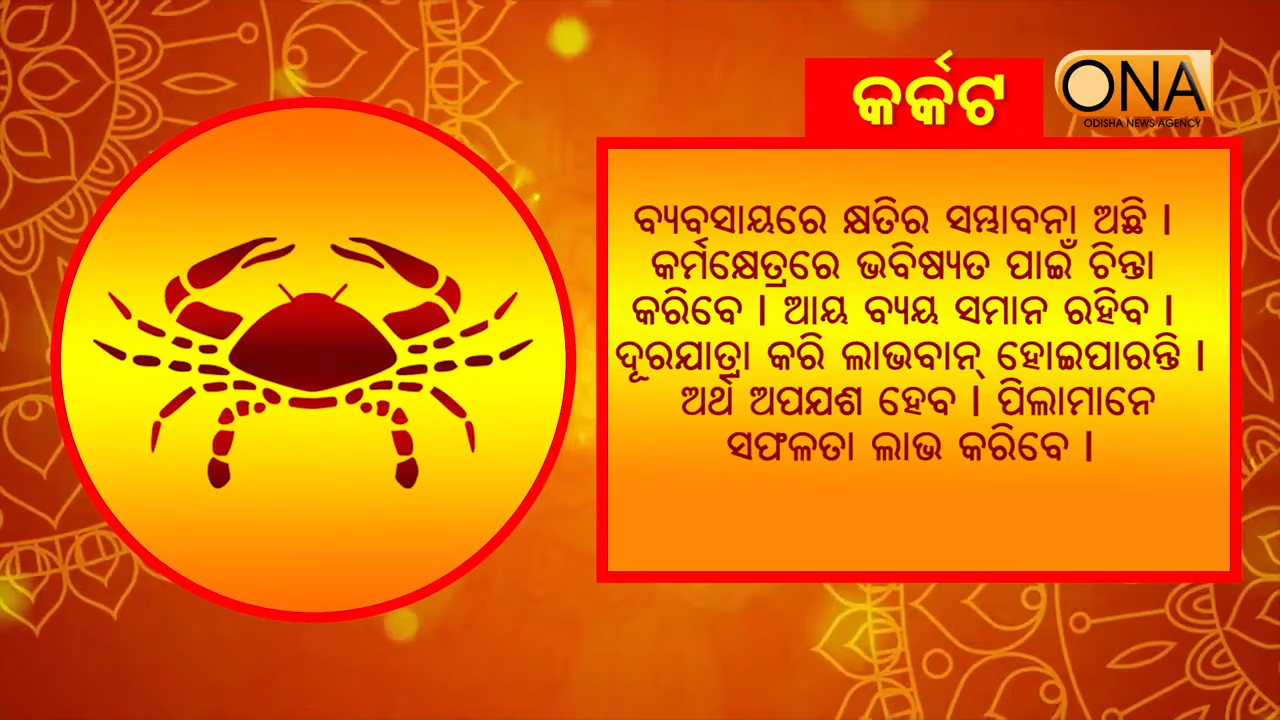 କର୍କଟ
ONA
ODISHA NEWS AGENCY
ବ୍ୟବସାୟରେ କ୍ଷତିର ସମ୍ଭାବନା ଅଛି ।
କର୍ମକ୍ଷେତ୍ରରେ ଭବିଷ୍ୟତ ପାଇଁ ଚିନ୍ତା
କରିବେ । ଆୟ ବ୍ୟୟ ସମାନ ରହିବ ।
ଦୂରଯାତ୍ରା କରି ଲାଭବାନ୍ ହୋଇପାରନ୍ତି ।
ଅର୍ଥ ଅପଯଶ ହେବ । ପିଲାମାନେ
ସଫଳତା ଲାଭ କରିବେ ।